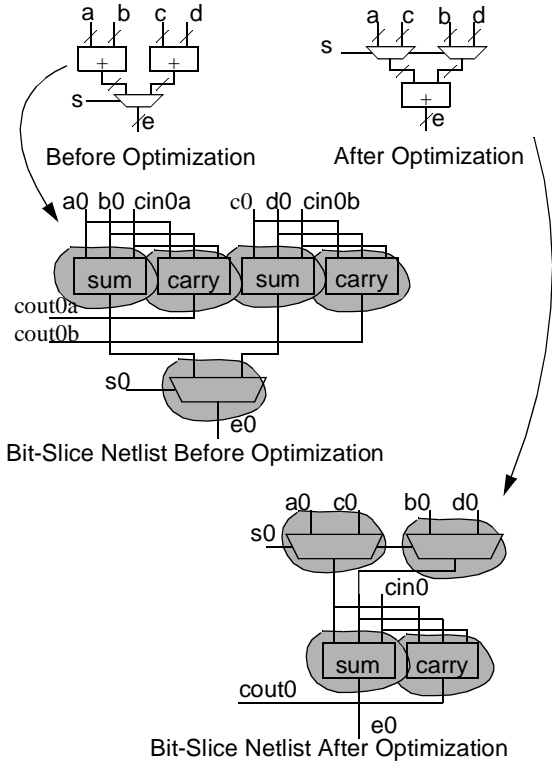 a b c d
a c b d
+ +
s
s
+
e
e
Before Optimization
After Optimization
a0 b0 cin0a c0 d0 cin0b
sum carry sum carry
cout0a
cout0b
s0
e0
Bit-Slice Netlist Before Optimization
a0 c0 b0 d0
s0
cin0
sum carry
cout0
e0
Bit-Slice Netlist After Optimization